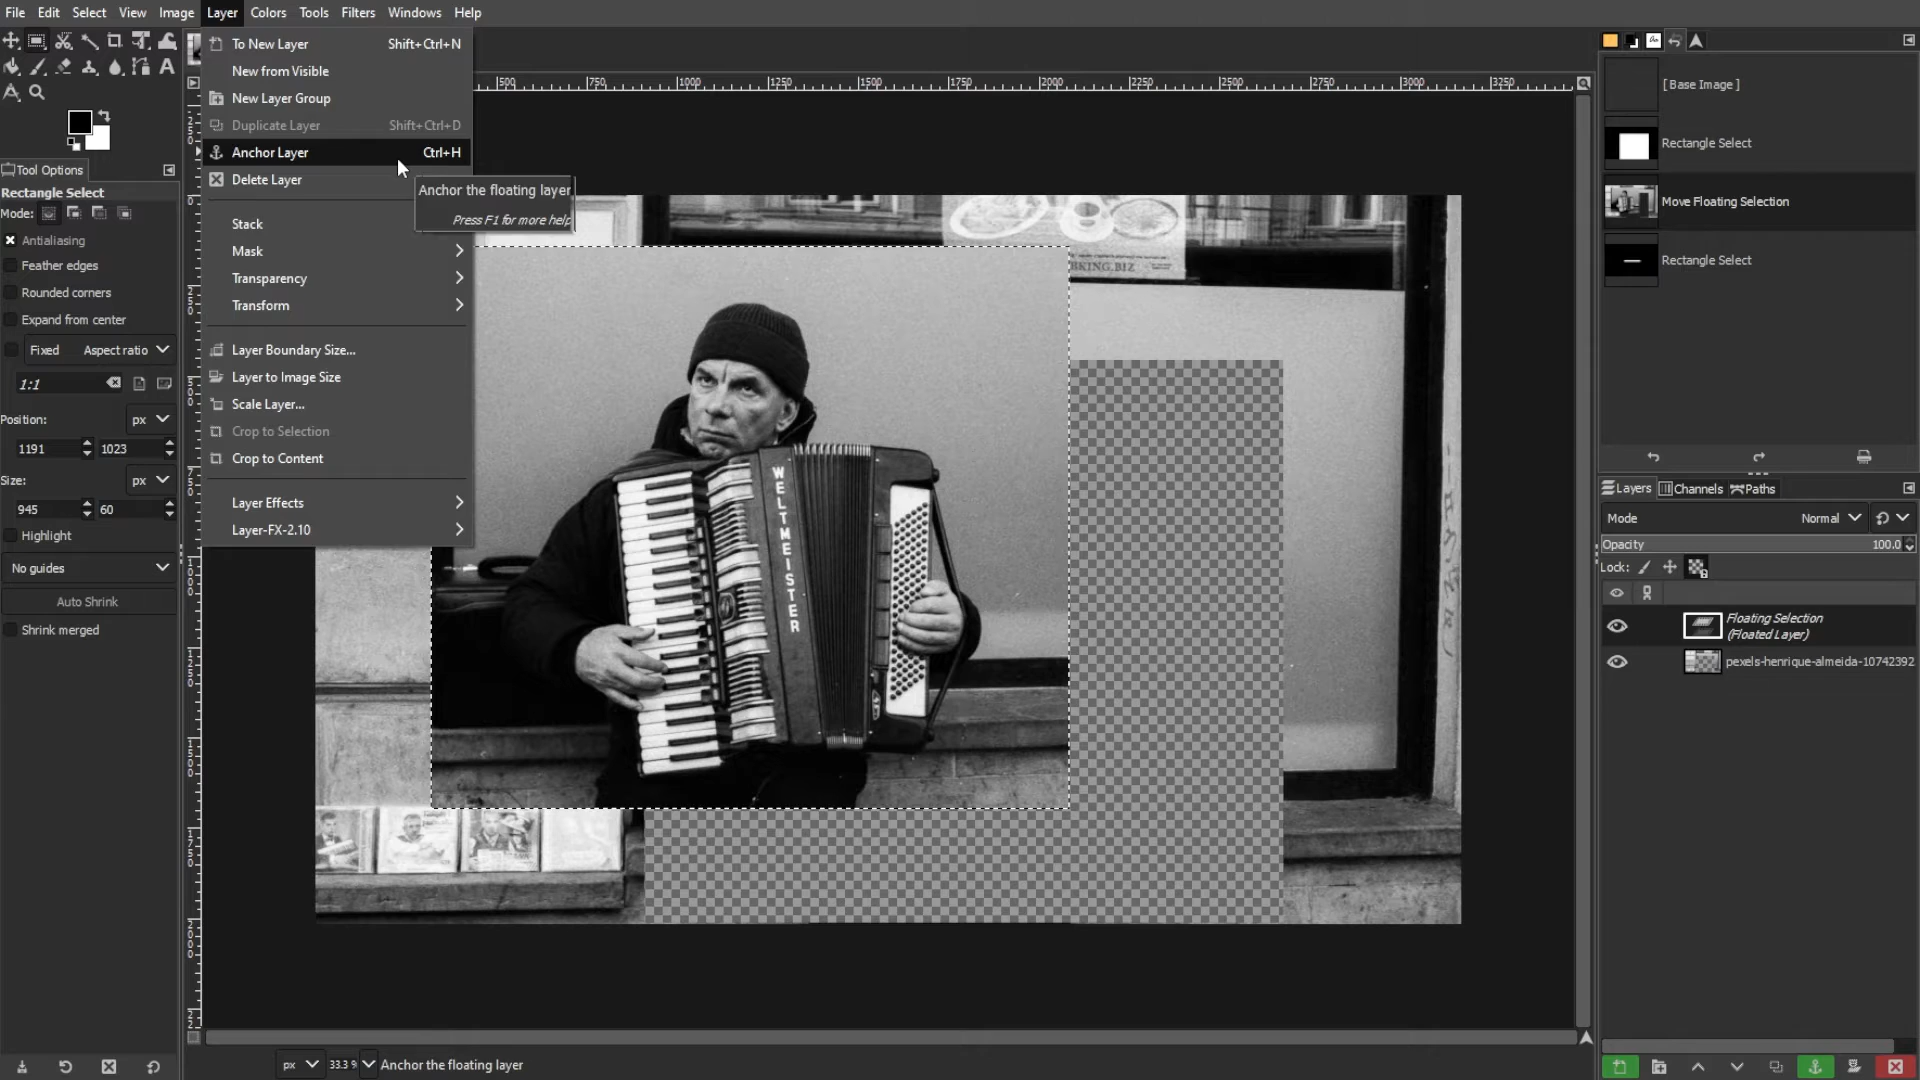 File Edit Select View Image Layer Colors Tools Filters Windows Help
To New Layer Shift+Ctrl+N
New from Visible
New Layer Group
Duplicate Layer Shift+Ctrl+D
Anchor Layer Ctrl+H
Delete Layer
Anchor the floating layer
Press F1 for more help
Stack
Mask
Transparency
Transform
Layer Boundary Size...
Layer to Image Size
Scale Layer...
Crop to Selection
Crop to Content
Layer Effects
Layer-FX-2.10
Tool Options
Rectangle Select
Mode:
Antialiasing
Feather edges
Rounded corners
Expand from center
Fixed Aspect ratio
1:1
Position: px
1191 1023
Size: px
945 60
Highlight
No guides
Auto Shrink
Shrink merged
500 750 1000 1250 1500 1750 2000 2250 2500 2750 3000 3250
BKING.BIZ
WELTMEISTER
px 33.3 % Anchor the floating layer
[ Base Image ]
Rectangle Select
Move Floating Selection
Rectangle Select
Layers Channels Paths
Mode Normal
Opacity 100.0
Lock:
Floating Selection
(Floated Layer)
pexels-henrique-almeida-10742392